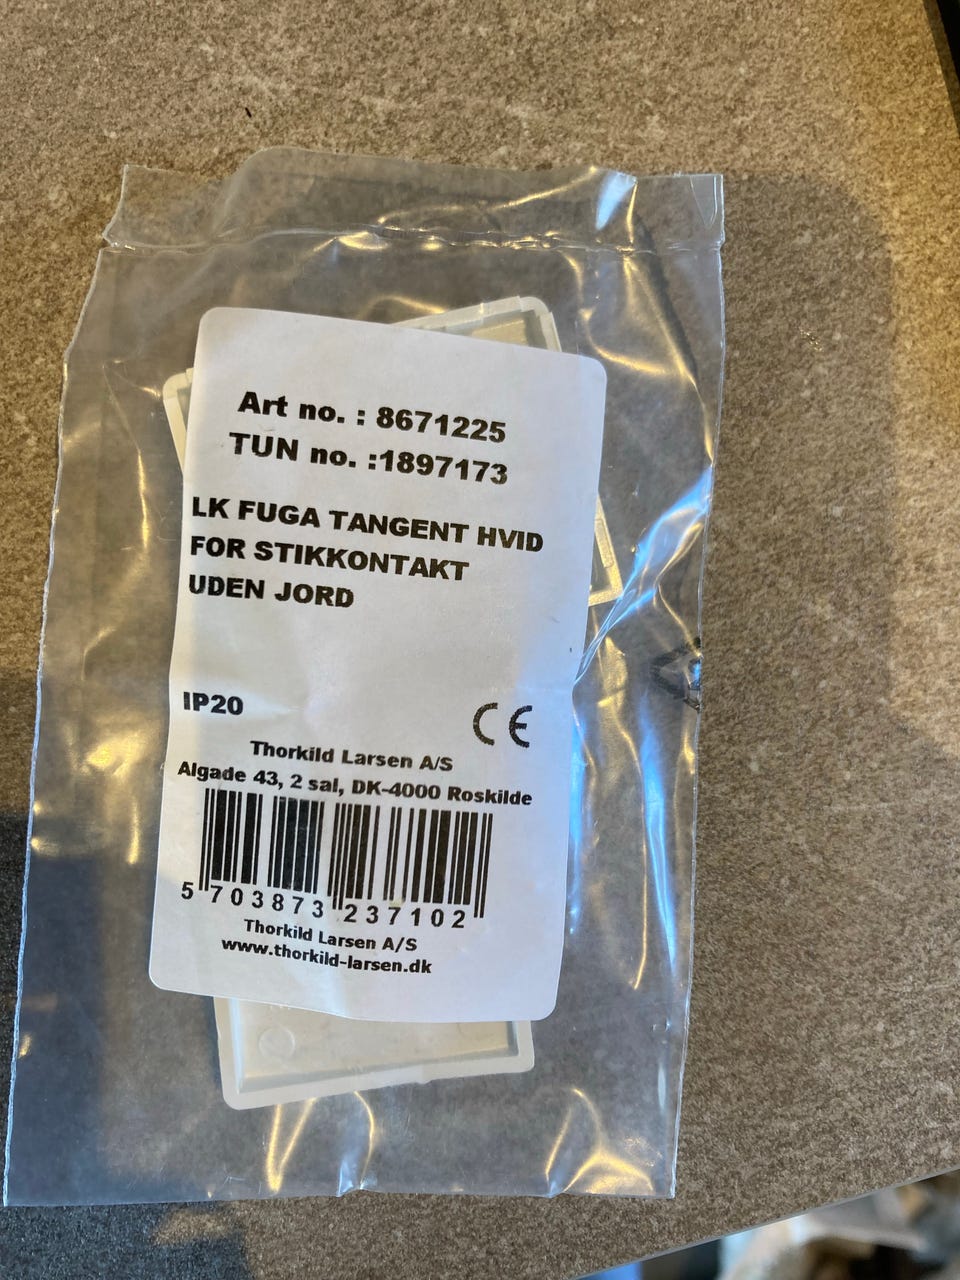 Art no. : 8671225
TUN no. :1897173
LK FUGA TANGENT HVID
FOR STIKKONTAKT
UDEN JORD
IP20
CE
Thorkild Larsen A/S
Algade 43, 2 sal, DK-4000 Roskilde
5 703873 237102
Thorkild Larsen A/S
www.thorkild-larsen.dk